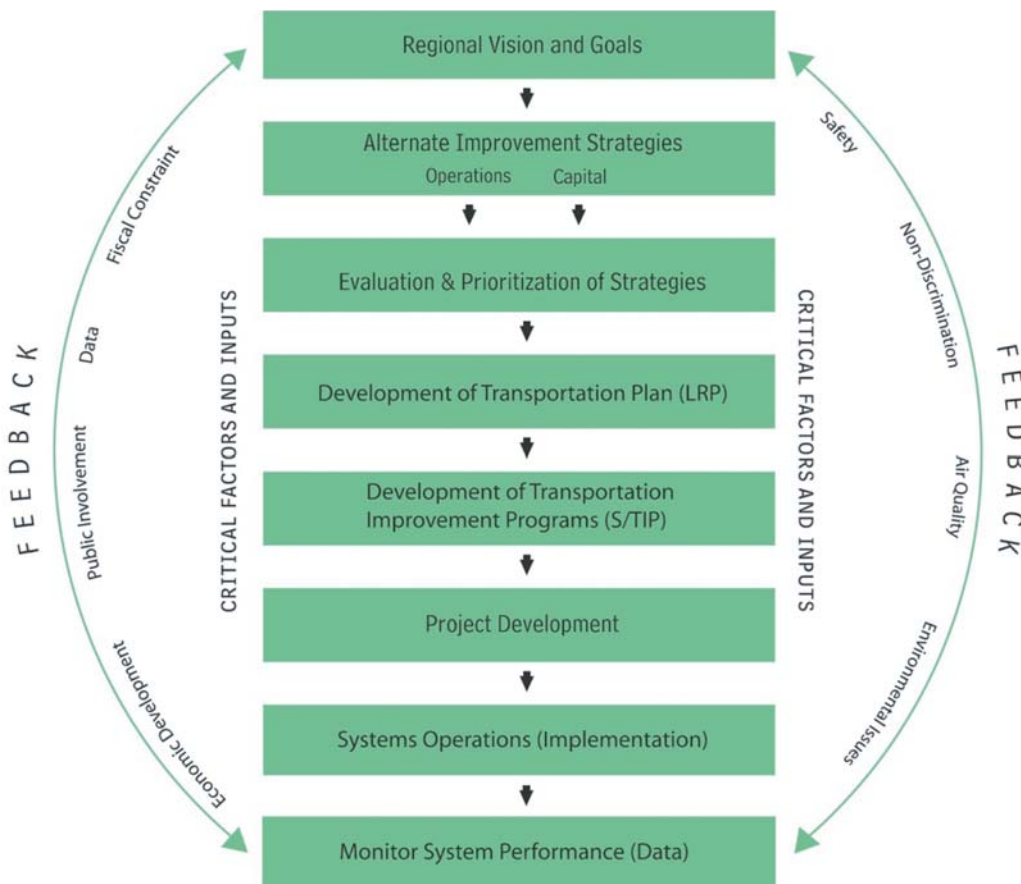 Regional Vision and Goals
Alternate Improvement Strategies
Operations Capital
Evaluation & Prioritization of Strategies
Development of Transportation Plan (LRP)
Development of Transportation
Improvement Programs (S/TIP)
Project Development
Systems Operations (Implementation)
Monitor System Performance (Data)
FEEDBACK
Fiscal Constraint
Data
Public Involvement
Economic Development
CRITICAL FACTORS AND INPUTS
CRITICAL FACTORS AND INPUTS
Safety
Non-Discrimination
Air Quality
Environmental Issues
FEEDBACK